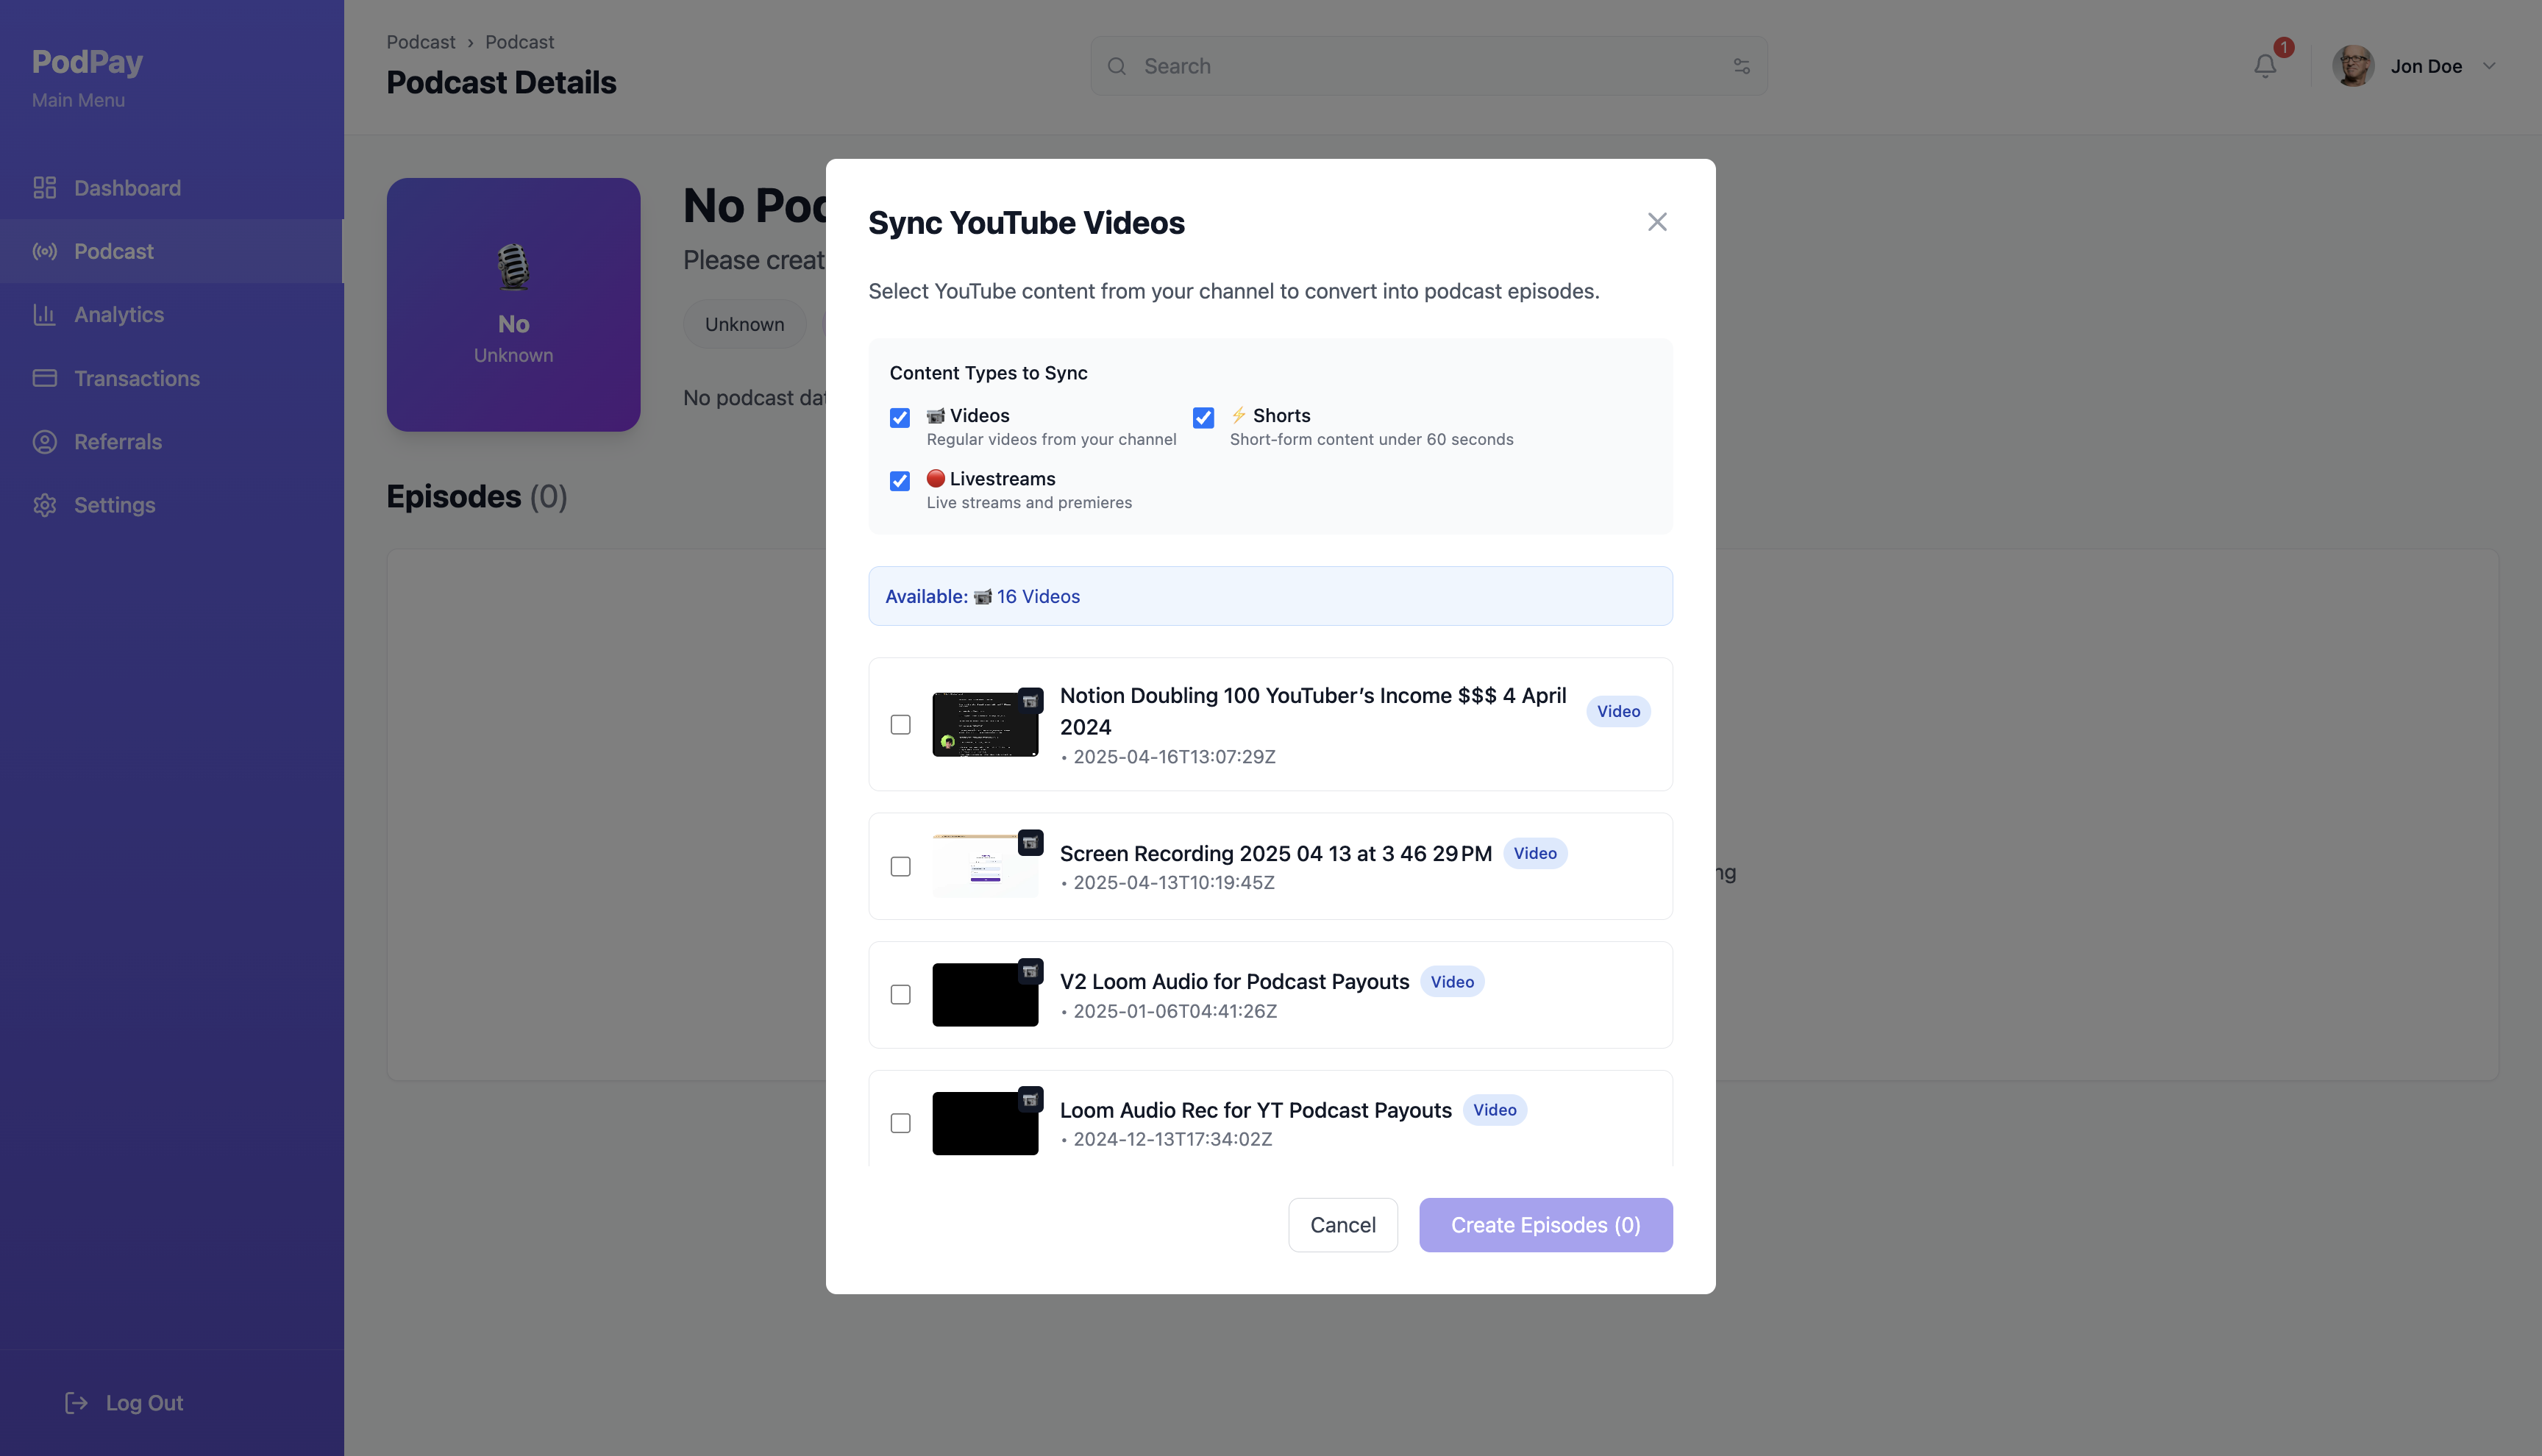 PodPay
Main Menu
Dashboard
Podcast
Analytics
Transactions
Referrals
Settings
Log Out
Podcast › Podcast
Podcast Details
Search
1
Jon Doe
No
Unknown
No Pod
Please creat
Unknown
No podcast dat
Episodes (0)
ng
Sync YouTube Videos
Select YouTube content from your channel to convert into podcast episodes.
Content Types to Sync
Videos
Regular videos from your channel
Shorts
Short-form content under 60 seconds
Livestreams
Live streams and premieres
Available: 16 Videos
Notion Doubling 100 YouTuber’s Income $$$ 4 April
2024
Video
• 2025-04-16T13:07:29Z
Screen Recording 2025 04 13 at 3 46 29 PM
Video
• 2025-04-13T10:19:45Z
V2 Loom Audio for Podcast Payouts
Video
• 2025-01-06T04:41:26Z
Loom Audio Rec for YT Podcast Payouts
Video
• 2024-12-13T17:34:02Z
Cancel
Create Episodes (0)